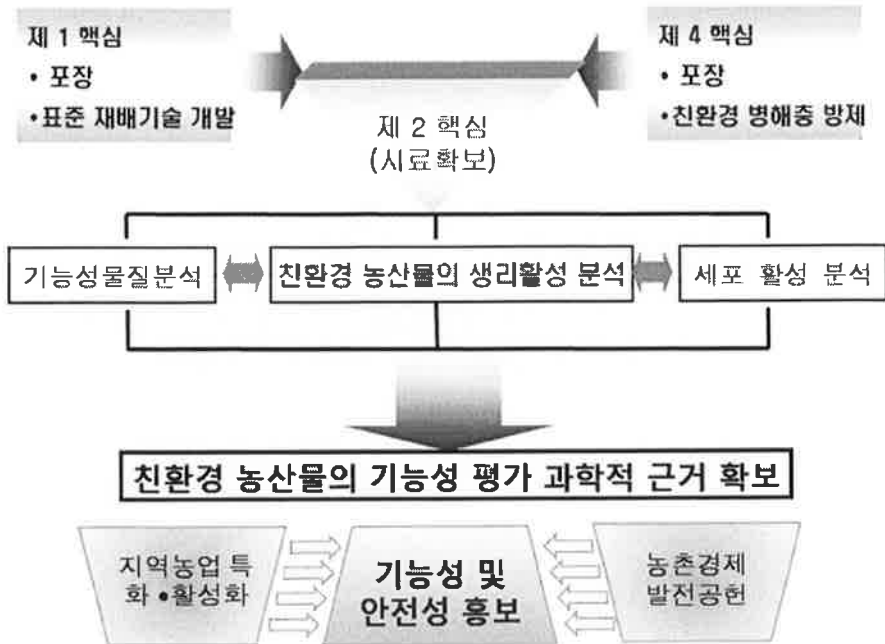 제 1 핵심
• 포장
•표준 재배기술 개발
제 4 핵심
• 포장
•친환경 병해충 방제
제 2 핵심
(시료확보)
기능성물질분석
친환경 농산물의 생리활성 분석
세포 활성 분석
친환경 농산물의 기능성 평가 과학적 근거 확보
지역농업 특
화 •활성화
기능성 및
안전성 홍보
농촌경제
발전공헌